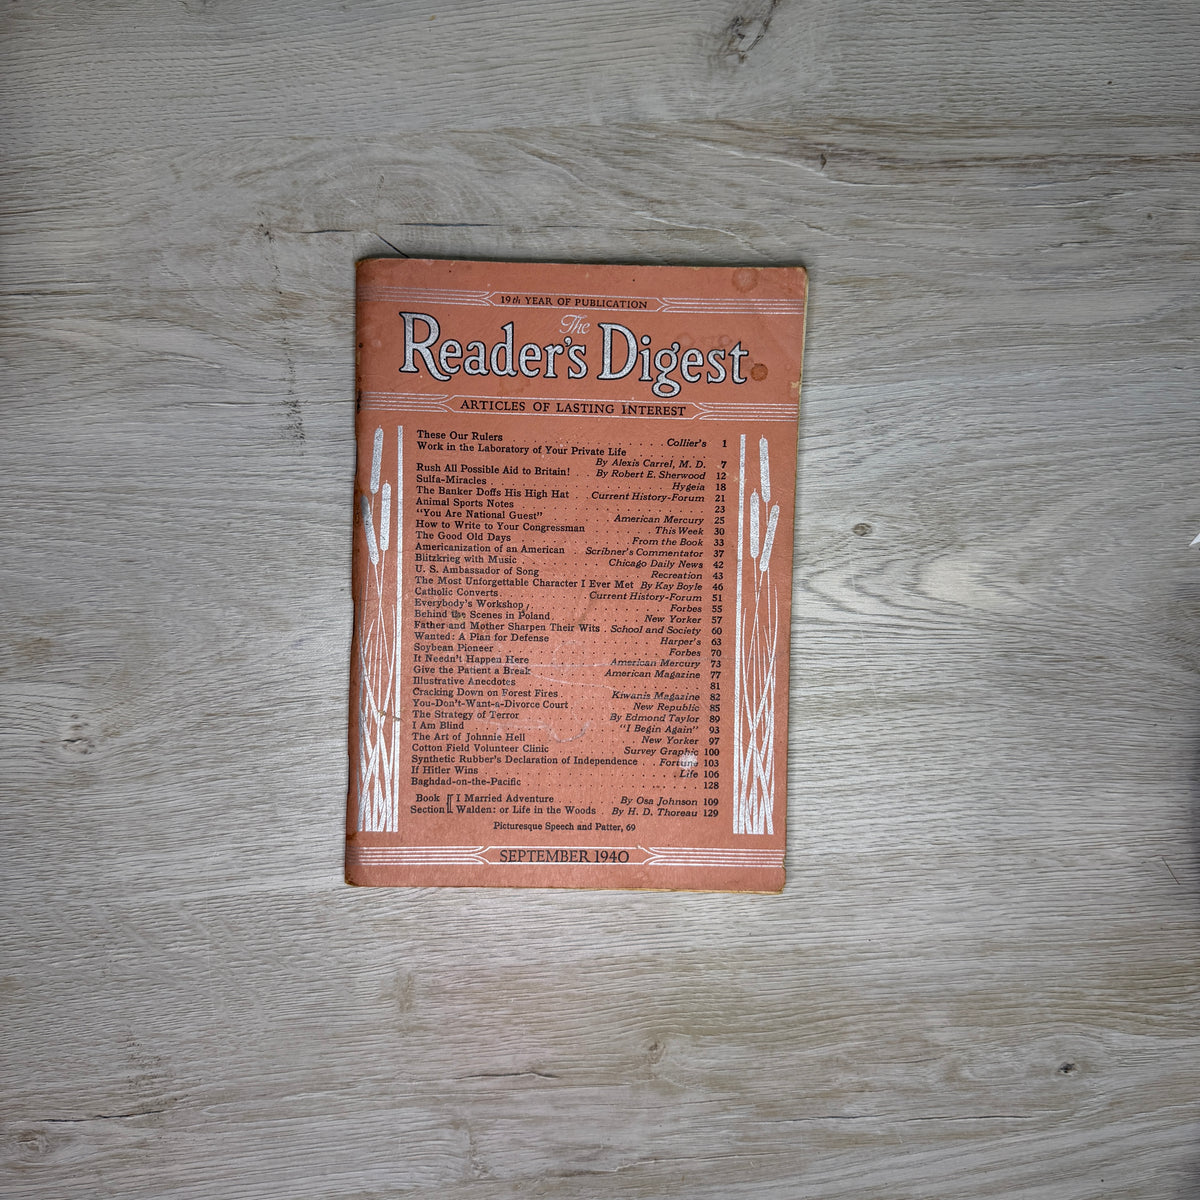 19th YEAR OF PUBLICATION
The
Reader's Digest
ARTICLES OF LASTING INTEREST
These Our Rulers . . . . . Collier's 1
Work in the Laboratory of Your Private Life
By Alexis Carrel, M. D. 7
Rush All Possible Aid to Britain! By Robert E. Sherwood 12
Sulfa-Miracles . . . . . Hygeia 18
The Banker Doffs His High Hat . Current History-Forum 21
Animal Sports Notes . . . . . 23
"You Are National Guest" . . . . . American Mercury 25
How to Write to Your Congressman . . . . . This Week 30
The Good Old Days . . . . . From the Book 33
Americanization of an American . Scribner's Commentator 37
Blitzkrieg with Music . . . . . Chicago Daily News 42
U. S. Ambassador of Song . . . . . Recreation 43
The Most Unforgettable Character I Ever Met By Kay Boyle 46
Catholic Converts . . . . . Current History-Forum 51
Everybody's Workshop . . . . . Forbes 55
Behind the Scenes in Poland . . . . . New Yorker 57
Father and Mother Sharpen Their Wits . School and Society 60
Wanted: A Plan for Defense . . . . . Harper's 63
Soybean Pioneer . . . . . Forbes 70
It Needn't Happen Here . . . . . American Mercury 73
Give the Patient a Break . . . . . American Magazine 77
Illustrative Anecdotes . . . . . 81
Cracking Down on Forest Fires . . . . . Kiwanis Magazine 82
You-Don't-Want-a-Divorce Court . . . . . New Republic 85
The Strategy of Terror . . . . . By Edmond Taylor 89
I Am Blind . . . . . "I Begin Again" 93
The Art of Johnnie Hell . . . . . New Yorker 97
Cotton Field Volunteer Clinic . . . . . Survey Graphic 100
Synthetic Rubber's Declaration of Independence . . Fortune 103
If Hitler Wins . . . . . Life 106
Baghdad-on-the-Pacific . . . . . 128
Book [ I Married Adventure . . . . . By Osa Johnson 109
Section [ Walden: or Life in the Woods . By H. D. Thoreau 129
Picturesque Speech and Patter, 69
SEPTEMBER 1940